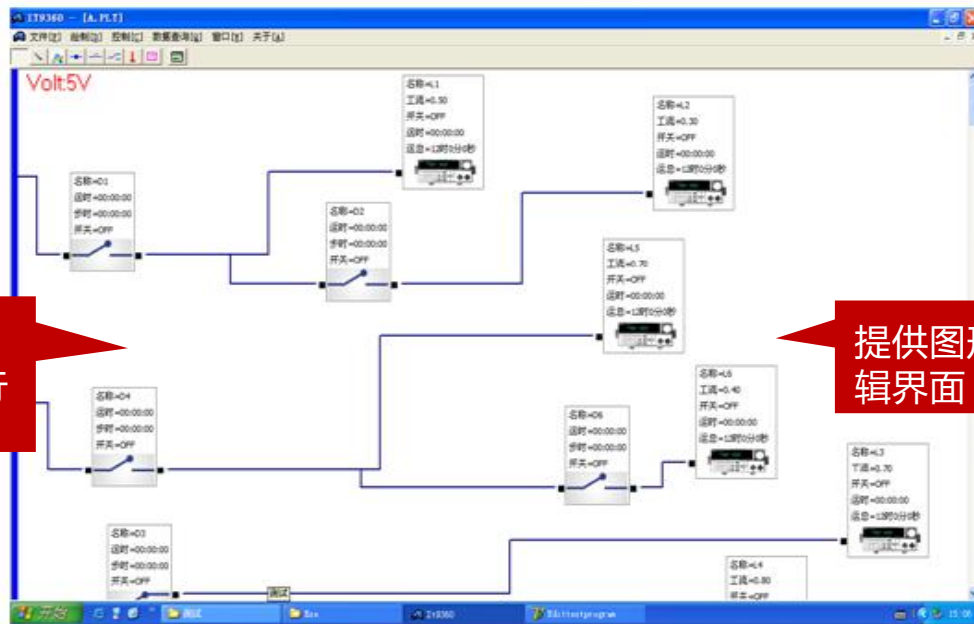 IT9360 - [A.PLT]
文件(F) 绘制(D) 控制(C) 数据查询(Q) 窗口(W) 关于(A)
Volt:5V
名称=L1
工流=0.50
开关=OFF
运时=00:00:00
运总=12时0分0秒
名称=L2
工流=0.30
开关=OFF
运时=00:00:00
运总=12时0分0秒
名称=D1
运时=00:00:00
步时=00:00:00
开关=OFF
名称=D2
运时=00:00:00
步时=00:00:00
开关=OFF
名称=L5
工流=0.70
开关=OFF
运时=00:00:00
运总=12时0分0秒
提供图形
辑界面
名称=L6
工流=0.40
开关=OFF
运时=00:00:00
运总=12时0分0秒
名称=D4
运时=00:00:00
步时=00:00:00
开关=OFF
名称=D6
运时=00:00:00
步时=00:00:00
开关=OFF
名称=L3
工流=0.70
开关=OFF
运时=00:00:00
运总=12时0分0秒
名称=D3
运时=00:00:00
步时=00:00:00
开关=OFF
名称=L4
工流=0.80
开关=OFF
测试
开始 测试 Exe IT9360 Edittestprogram 15:08